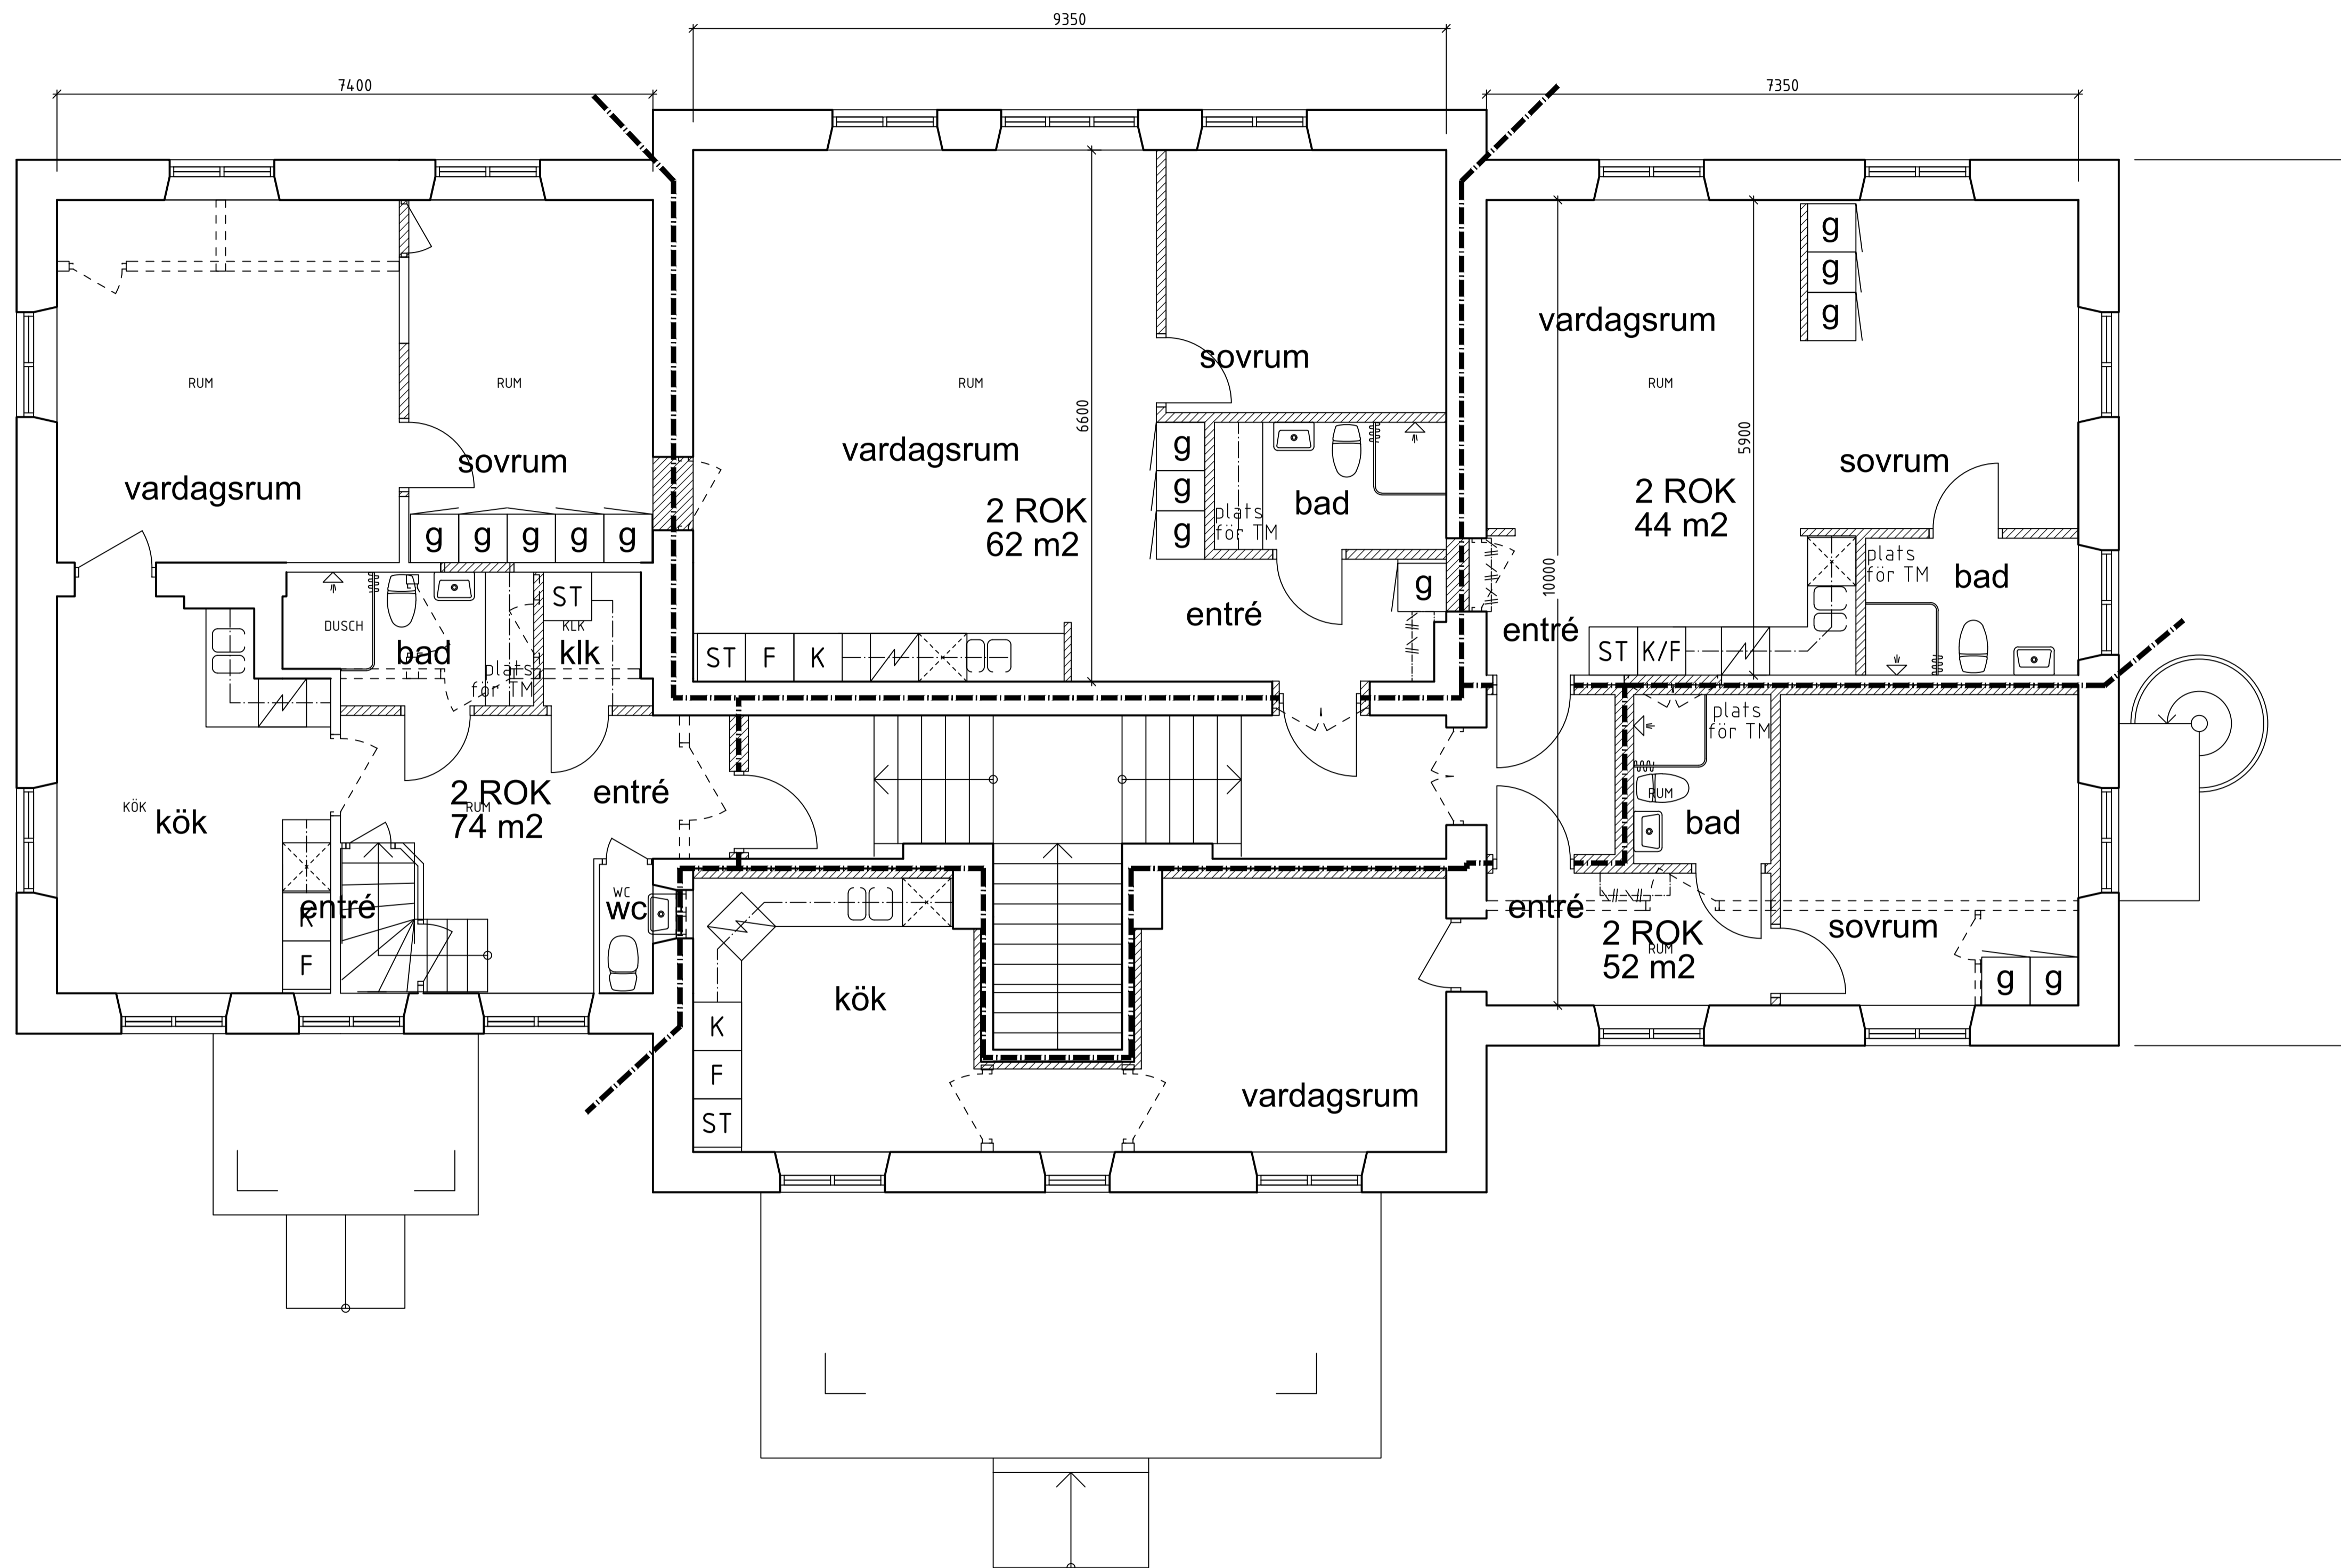 9350
7400
7350
g
g
vardagsrum
g
sovrum
RUM
RUM
RUM
RUM
6600
5900
vardagsrum
g
sovrum
sovrum
vardagsrum
g
bad
2 ROK
44 m2
plats
för TM
2 ROK
62 m2
g
g
g
g
g
g
plats
för TM
bad
10000
g
ST
DUSCH
KLK
entré
entré
bad
klk
plats
för TM
ST
F
K
ST
K/F
plats
för TM
2 ROK
74 m2
RUM
entré
KÖK
kök
RUM
bad
WC
wc
K
entré
F
entré
2 ROK
52 m2
RUM
sovrum
g
g
kök
K
F
ST
vardagsrum